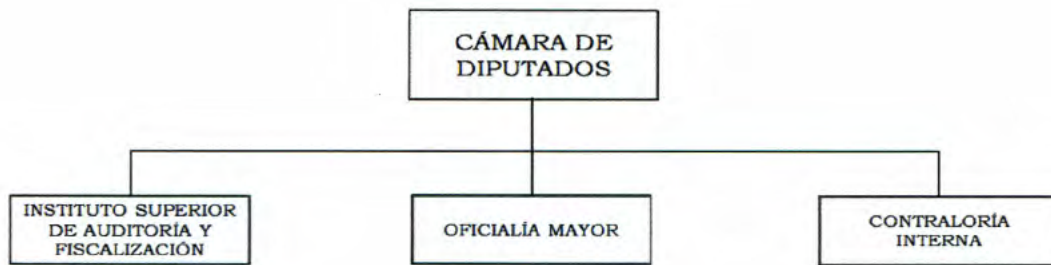 CÁMARA DE
DIPUTADOS
INSTITUTO SUPERIOR
DE AUDITORÍA Y
FISCALIZACIÓN
OFICIALÍA MAYOR
CONTRALORÍA
INTERNA